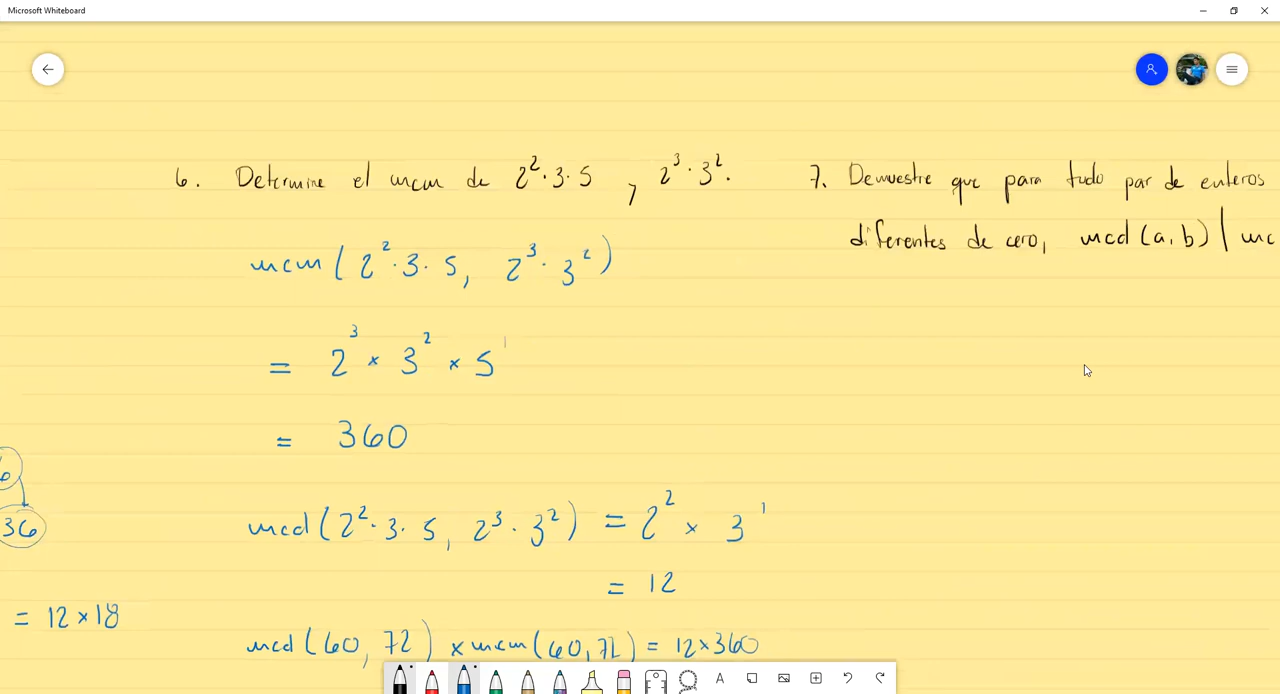 Microsoft Whiteboard
6. Determine el mcm de 2²·3·5 , 2³·3².
mcm(2²·3·5, 2³·3²)
= 2³ × 3² × 5¹
= 360
mcd(2²·3·5, 2³·3²) = 2² × 3¹
= 12
mcd(60, 72) × mcm(60, 72) = 12×360
7. Demuestre que para todo par de enteros
diferentes de cero, mcd(a,b) | mc
6
36
= 12×18